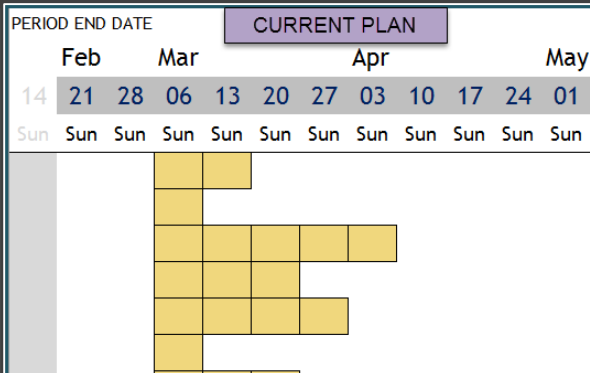 PERIOD END DATE CURRENT PLAN
Feb Mar Apr May
14 21 28 06 13 20 27 03 10 17 24 01
Sun Sun Sun Sun Sun Sun Sun Sun Sun Sun Sun Sun